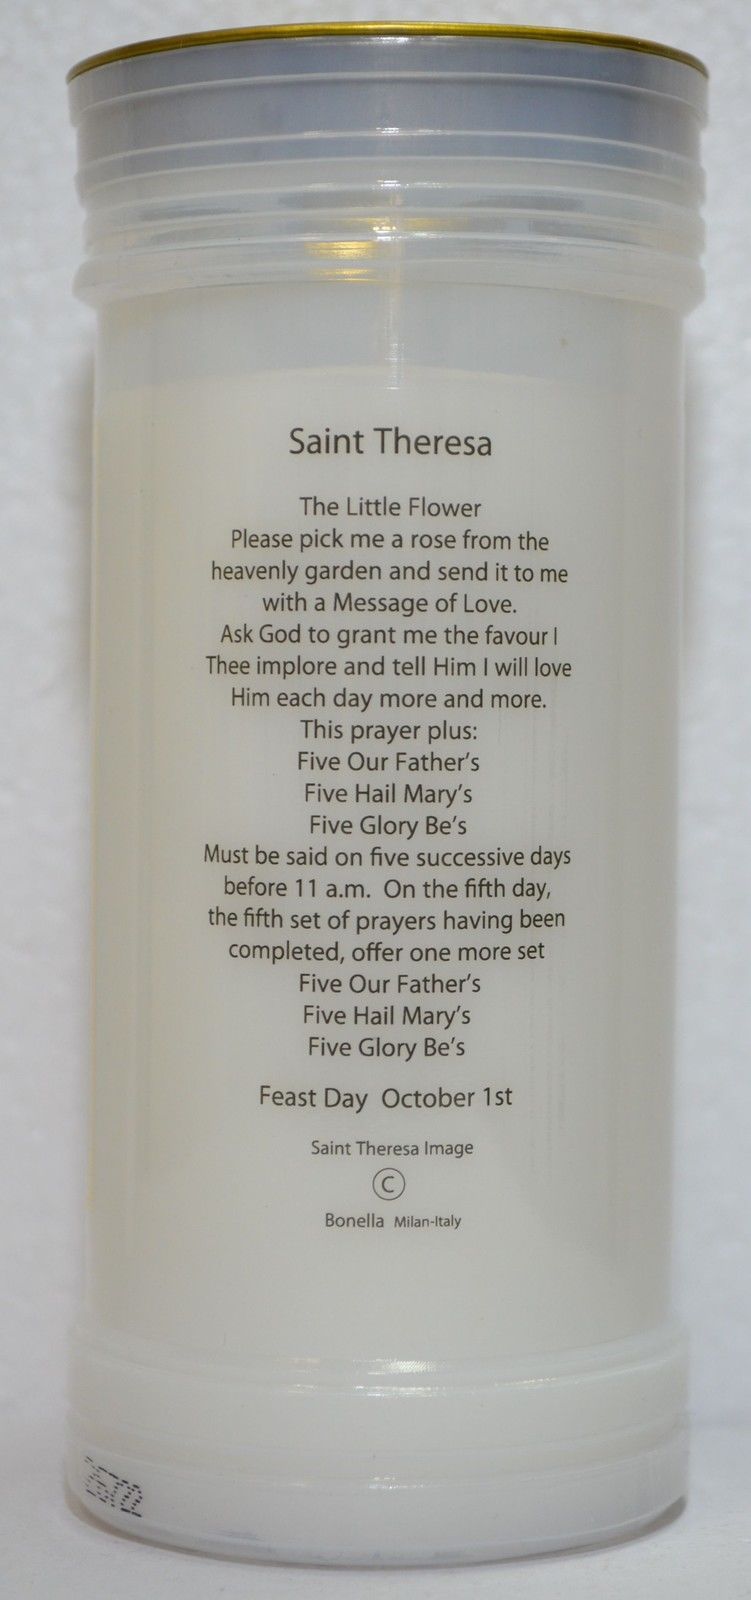 Saint Theresa
The Little Flower
Please pick me a rose from the
heavenly garden and send it to me
with a Message of Love.
Ask God to grant me the favour I
Thee implore and tell Him I will love
Him each day more and more.
This prayer plus:
Five Our Father's
Five Hail Mary's
Five Glory Be's
Must be said on five successive days
before 11 a.m. On the fifth day,
the fifth set of prayers having been
completed, offer one more set
Five Our Father's
Five Hail Mary's
Five Glory Be's
Feast Day October 1st
Saint Theresa Image
©
Bonella Milan-Italy